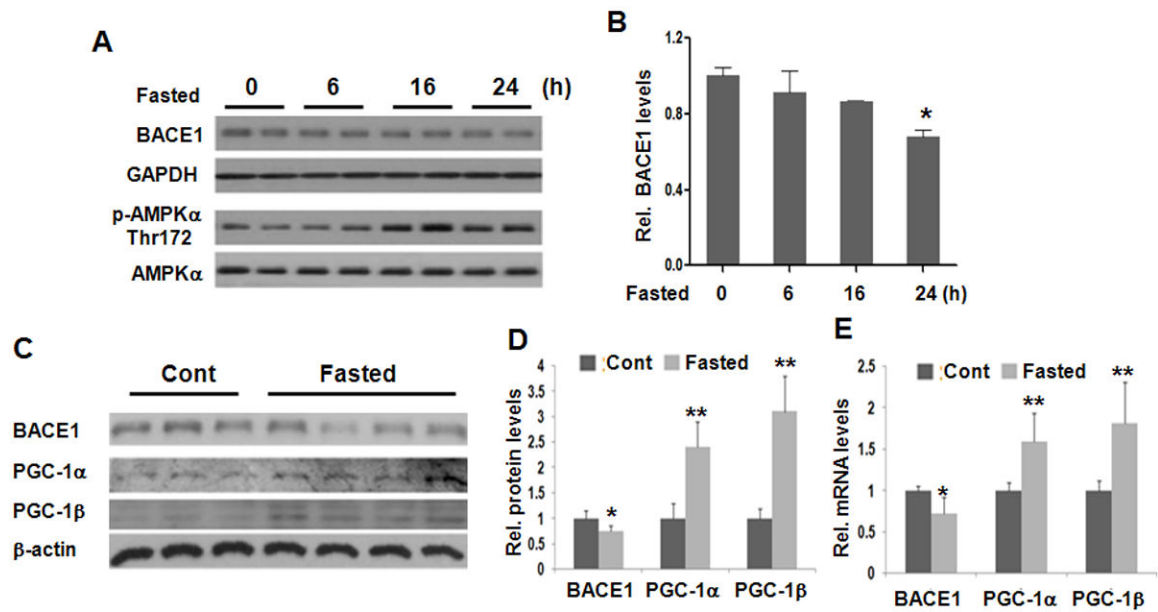 A
Fasted 0 6 16 24 (h)
BACE1
GAPDH
p-AMPKα
Thr172
AMPKα
B
Rel. BACE1 levels
1.2
0.8
0.4
0.0
*
Fasted 0 6 16 24 (h)
C
Cont Fasted
BACE1
PGC-1α
PGC-1β
β-actin
D
Rel. protein levels
Cont Fasted
4
3.5
3
2.5
2
1.5
1
0.5
0
* ** **
BACE1 PGC-1α PGC-1β
E
Rel. mRNA levels
Cont Fasted
2.5
2
1.5
1
0.5
0
* ** **
BACE1 PGC-1α PGC-1β